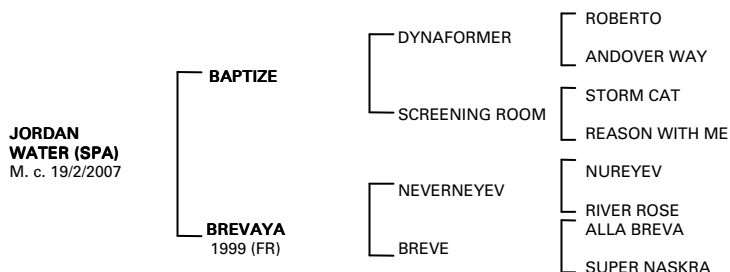 JORDAN
WATER (SPA)
M. c. 19/2/2007
BAPTIZE
BREVAYA
1999 (FR)
DYNAFORMER
SCREENING ROOM
NEVERNEYEV
BREVE
ROBERTO
ANDOVER WAY
STORM CAT
REASON WITH ME
NUREYEV
RIVER ROSE
ALLA BREVA
SUPER NASKRA